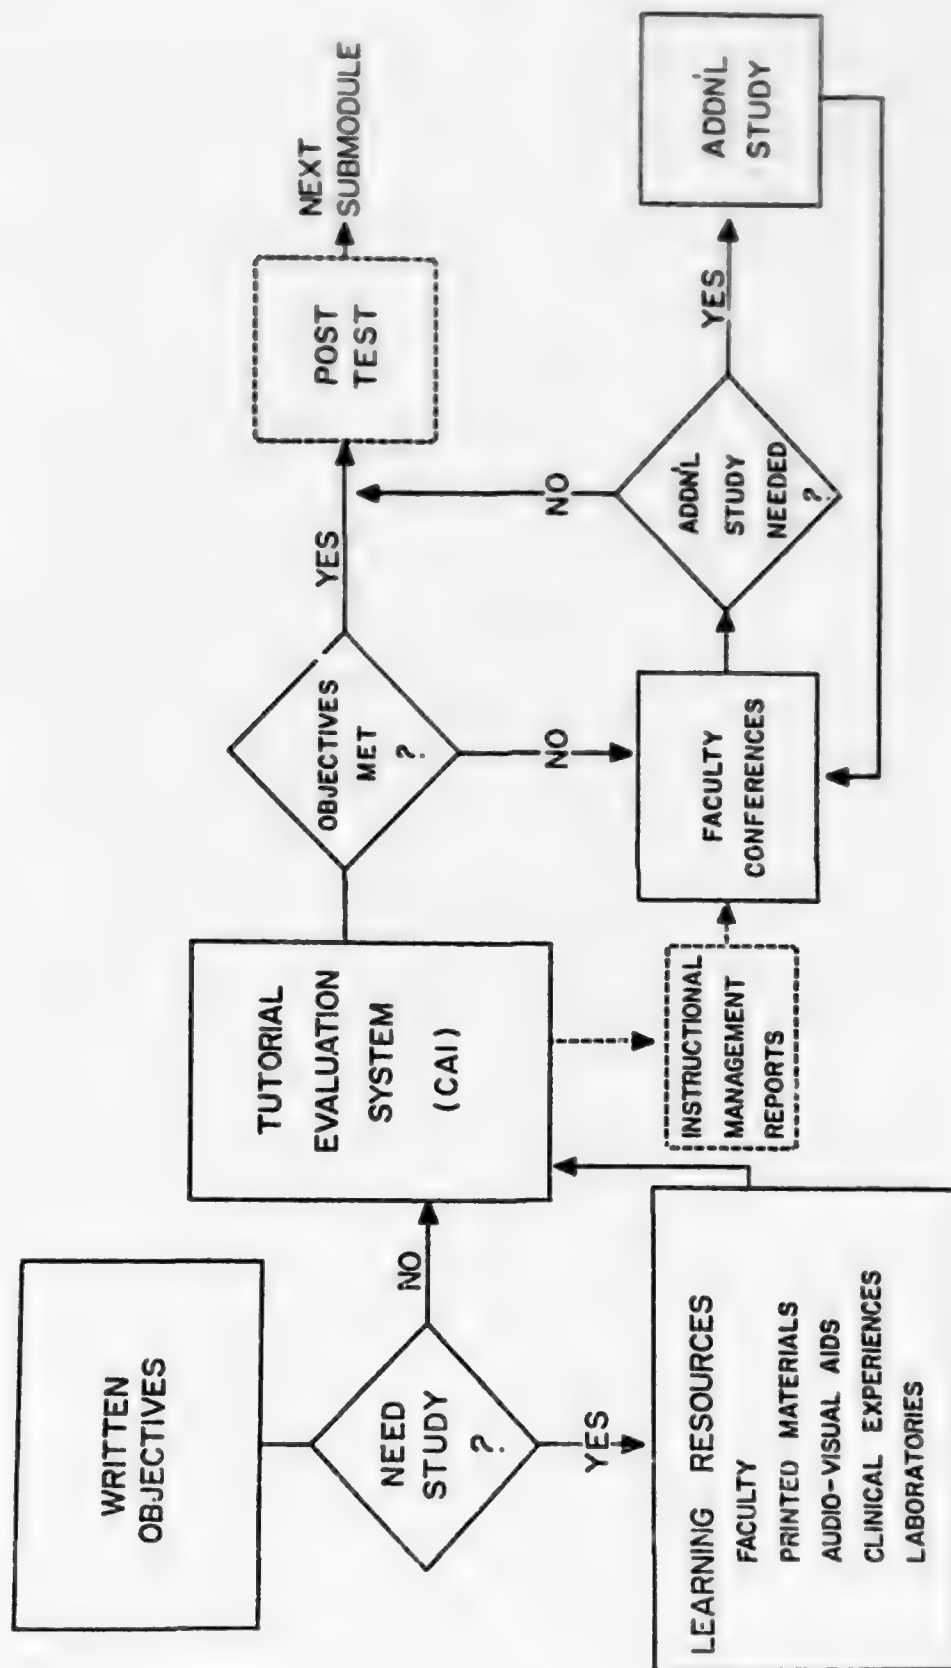 WRITTEN
OBJECTIVES
NEED
STUDY
?
NO
YES
LEARNING RESOURCES
FACULTY
PRINTED MATERIALS
AUDIO-VISUAL AIDS
CLINICAL EXPERIENCES
LABORATORIES
TUTORIAL
EVALUATION
SYSTEM
(CAI)
INSTRUCTIONAL
MANAGEMENT
REPORTS
OBJECTIVES
MET
?
YES
NO
FACULTY
CONFERENCES
ADDN'L
STUDY
NEEDED
?
NO
YES
ADDN'L
STUDY
POST
TEST
NEXT
SUBMODULE